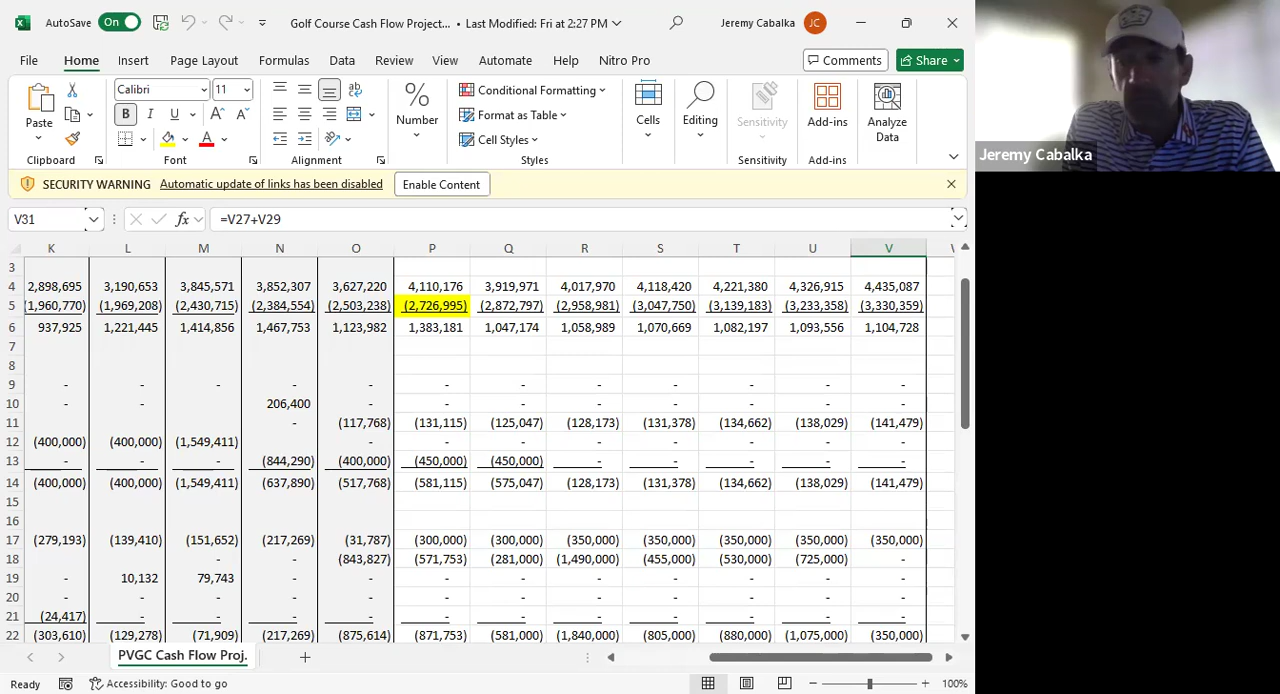 AutoSave On Golf Course Cash Flow Project... • Last Modified: Fri at 2:27 PM Jeremy Cabalka JC
File Home Insert Page Layout Formulas Data Review View Automate Help Nitro Pro Comments Share
Paste Calibri 11 B I U A A A Number Conditional Formatting Format as Table Cell Styles Cells Editing Sensitivity Add-ins Analyze Data
Clipboard Font Alignment Styles Sensitivity Add-ins
SECURITY WARNING Automatic update of links has been disabled Enable Content
V31 fx =V27+V29
K L M N O P Q R S T U V
3
4 2,898,695 3,190,653 3,845,571 3,852,307 3,627,220 4,110,176 3,919,971 4,017,970 4,118,420 4,221,380 4,326,915 4,435,087
5 (1,960,770) (1,969,208) (2,430,715) (2,384,554) (2,503,238) (2,726,995) (2,872,797) (2,958,981) (3,047,750) (3,139,183) (3,233,358) (3,330,359)
6 937,925 1,221,445 1,414,856 1,467,753 1,123,982 1,383,181 1,047,174 1,058,989 1,070,669 1,082,197 1,093,556 1,104,728
7
8
9 - - - - - - - - - - - -
10 - - - 206,400 - - - - - - - -
11 - (117,768) (131,115) (125,047) (128,173) (131,378) (134,662) (138,029) (141,479)
12 (400,000) (400,000) (1,549,411) - - - - - - - -
13 - - - (844,290) (400,000) (450,000) (450,000) - - - - -
14 (400,000) (400,000) (1,549,411) (637,890) (517,768) (581,115) (575,047) (128,173) (131,378) (134,662) (138,029) (141,479)
15
16
17 (279,193) (139,410) (151,652) (217,269) (31,787) (300,000) (300,000) (350,000) (350,000) (350,000) (350,000) (350,000)
18 - - - - (843,827) (571,753) (281,000) (1,490,000) (455,000) (530,000) (725,000) -
19 - 10,132 79,743 - - - - - - - - -
20 - - - - - - - - - - - -
21 (24,417) - - - - - - - - - - -
22 (303,610) (129,278) (71,909) (217,269) (875,614) (871,753) (581,000) (1,840,000) (805,000) (880,000) (1,075,000) (350,000)
PVGC Cash Flow Proj.
Ready Accessibility: Good to go 100%
Jeremy Cabalka